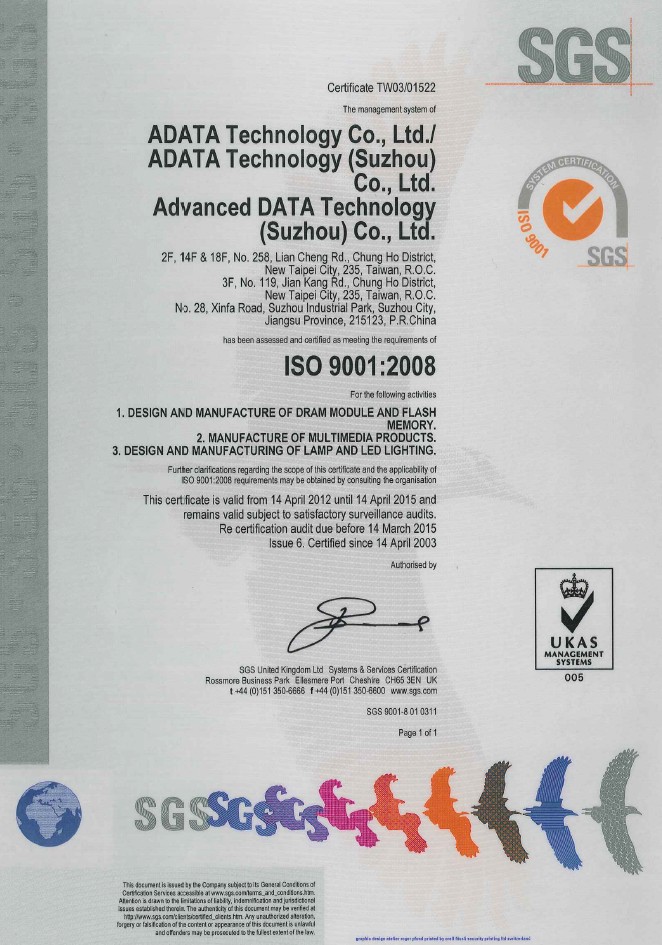 SGS
Certificate TW03/01522
The management system of
ADATA Technology Co., Ltd./
ADATA Technology (Suzhou)
Co., Ltd.
Advanced DATA Technology
(Suzhou) Co., Ltd.
SYSTEM CERTIFICATION
ISO 9001
SGS
2F, 14F & 18F, No. 258, Lian Cheng Rd., Chung Ho District,
New Taipei City, 235, Taiwan, R.O.C.
3F, No. 119, Jian Kang Rd., Chung Ho District,
New Taipei City, 235, Taiwan, R.O.C.
No. 28, Xinfa Road, Suzhou Industrial Park, Suzhou City,
Jiangsu Province, 215123, P.R.China
has been assessed and certified as meeting the requirements of
ISO 9001:2008
For the following activities
1. DESIGN AND MANUFACTURE OF DRAM MODULE AND FLASH
MEMORY.
2. MANUFACTURE OF MULTIMEDIA PRODUCTS.
3. DESIGN AND MANUFACTURING OF LAMP AND LED LIGHTING.
Further clarifications regarding the scope of this certificate and the applicability of
ISO 9001:2008 requirements may be obtained by consulting the organisation
This certificate is valid from 14 April 2012 until 14 April 2015 and
remains valid subject to satisfactory surveillance audits.
Re certification audit due before 14 March 2015
Issue 6. Certified since 14 April 2003
Authorised by
UKAS
MANAGEMENT
SYSTEMS
005
SGS United Kingdom Ltd Systems & Services Certification
Rossmore Business Park Ellesmere Port Cheshire CH65 3EN UK
t +44 (0)151 350-6666 f +44 (0)151 350-6600 www.sgs.com
SGS 9001-8 01 0311
Page 1 of 1
SGS SGS SGS
This document is issued by the Company subject to its General Conditions of
Certification Services accessible at www.sgs.com/terms_and_conditions.htm.
Attention is drawn to the limitations of liability, indemnification and jurisdictional
issues established therein. The authenticity of this document may be verified at
http://www.sgs.com/clients/certified_clients.htm. Any unauthorized alteration,
forgery or falsification of the content or appearance of this document is unlawful
and offenders may be prosecuted to the fullest extent of the law.